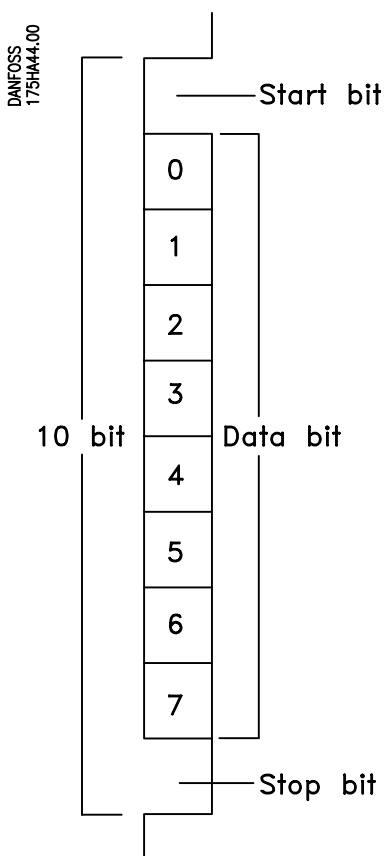 DANFOSS
175HA44.00
Start bit
0
1
2
3
10 bit
Data bit
4
5
6
7
Stop bit